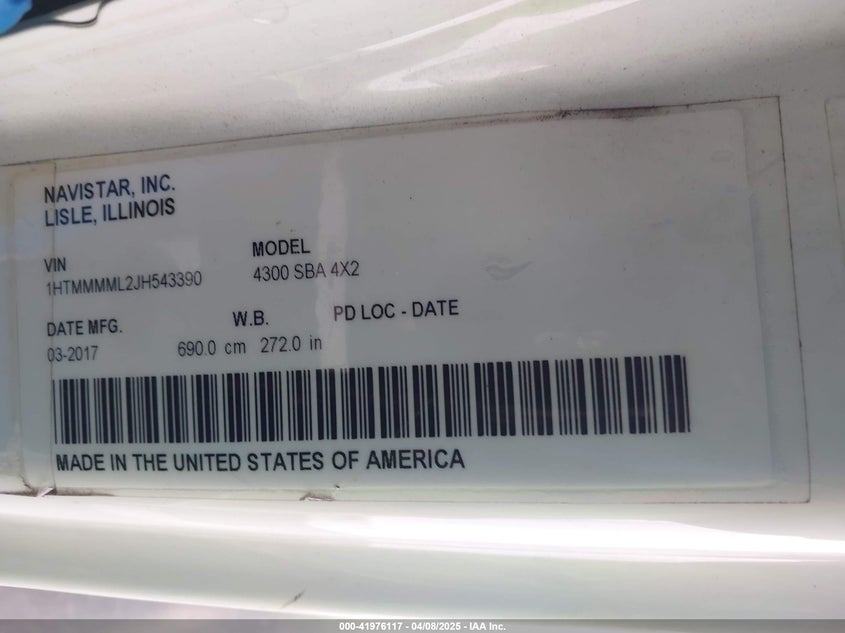 NAVISTAR, INC.
LISLE, ILLINOIS
VIN
1HTMMMML2JH543390
MODEL
4300 SBA 4X2
DATE MFG.
03-2017
W.B.
690.0 cm 272.0 in
PD LOC - DATE
MADE IN THE UNITED STATES OF AMERICA
000-41976117 - 04/08/2025 - IAA Inc.